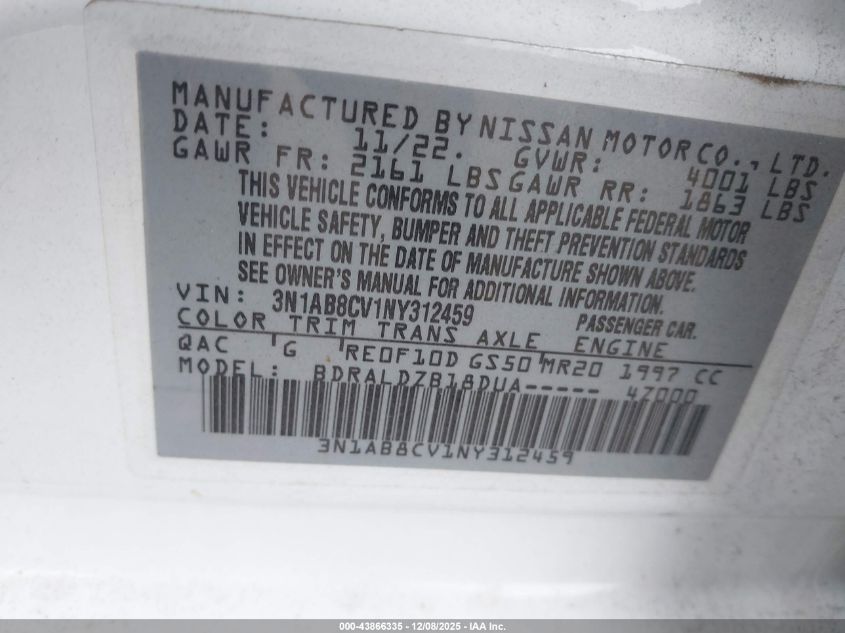 MANUFACTURED BY NISSAN MOTOR CO., LTD.
DATE: 11/22. GVWR: 4001 LBS
GAWR FR: 2161 LBS GAWR RR: 1863 LBS
THIS VEHICLE CONFORMS TO ALL APPLICABLE FEDERAL MOTOR
VEHICLE SAFETY, BUMPER AND THEFT PREVENTION STANDARDS
IN EFFECT ON THE DATE OF MANUFACTURE SHOWN ABOVE.
SEE OWNER'S MANUAL FOR ADDITIONAL INFORMATION.
VIN: 3N1AB8CV1NY312459 PASSENGER CAR.
COLOR TRIM TRANS AXLE ENGINE
QAC G RE0F10D GS50 MR20 1997 CC
MODEL: BDRALDZB18DUA----- 4Z000
3N1AB8CV1NY312459
000-43866335 - 12/08/2025 - IAA Inc.